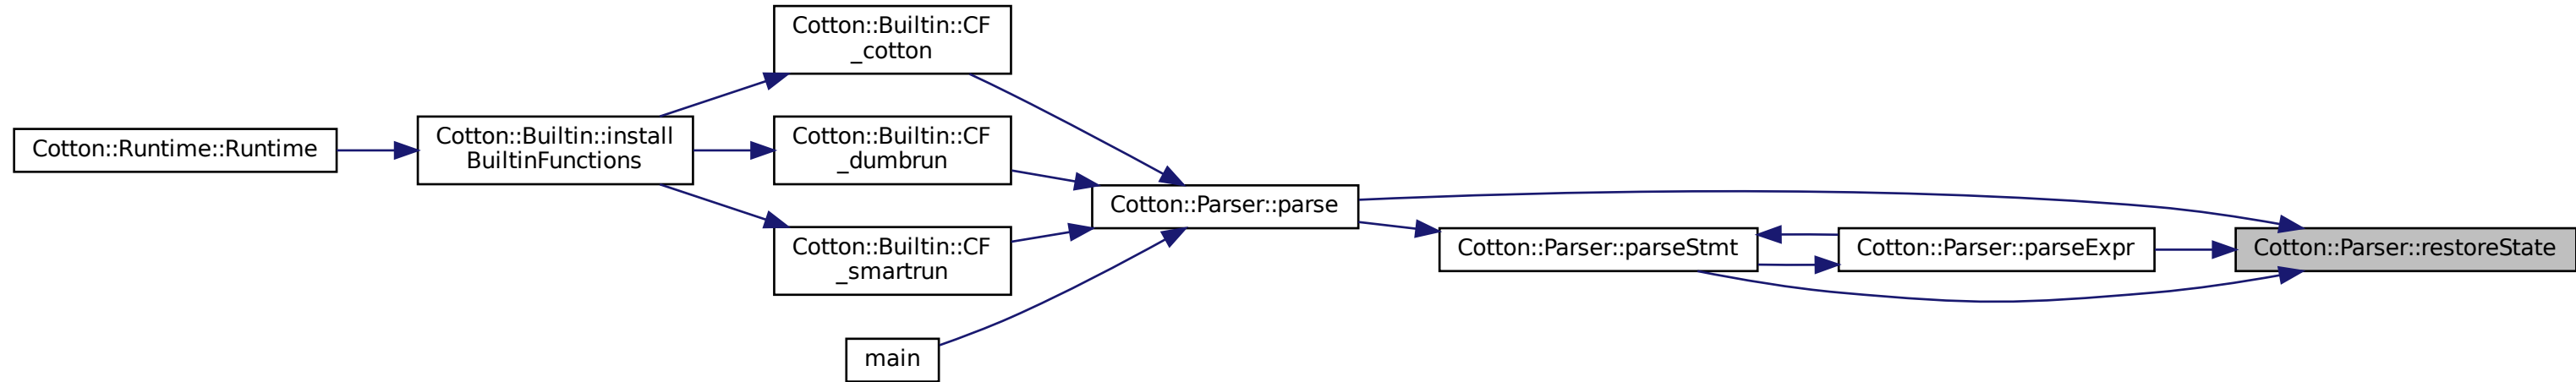 Cotton::Runtime::Runtime
Cotton::Builtin::install
BuiltinFunctions
Cotton::Builtin::CF
_cotton
Cotton::Builtin::CF
_dumbrun
Cotton::Builtin::CF
_smartrun
main
Cotton::Parser::parse
Cotton::Parser::parseStmt
Cotton::Parser::parseExpr
Cotton::Parser::restoreState